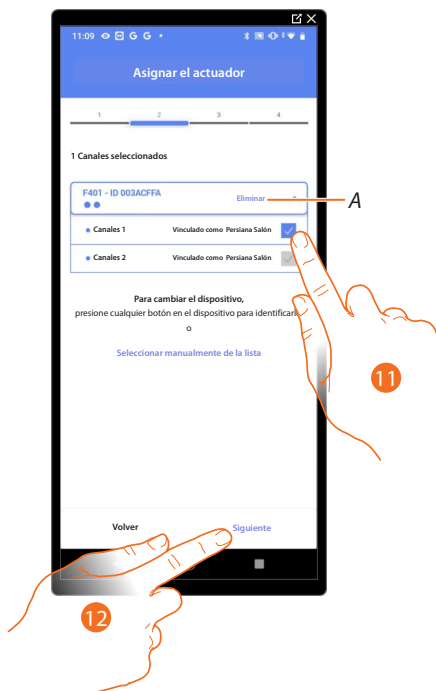 11:09 G G
Asignar el actuador
1 2 3 4
1 Canales seleccionados
F401 - ID 003ACFFA
Eliminar
A
Canales 1 Vinculado como Persiana Salón
Canales 2 Vinculado como Persiana Salón
Para cambiar el dispositivo,
presione cualquier botón en el dispositivo para identificarlo
o
Seleccionar manualmente de la lista
11
Volver Siguiente
12